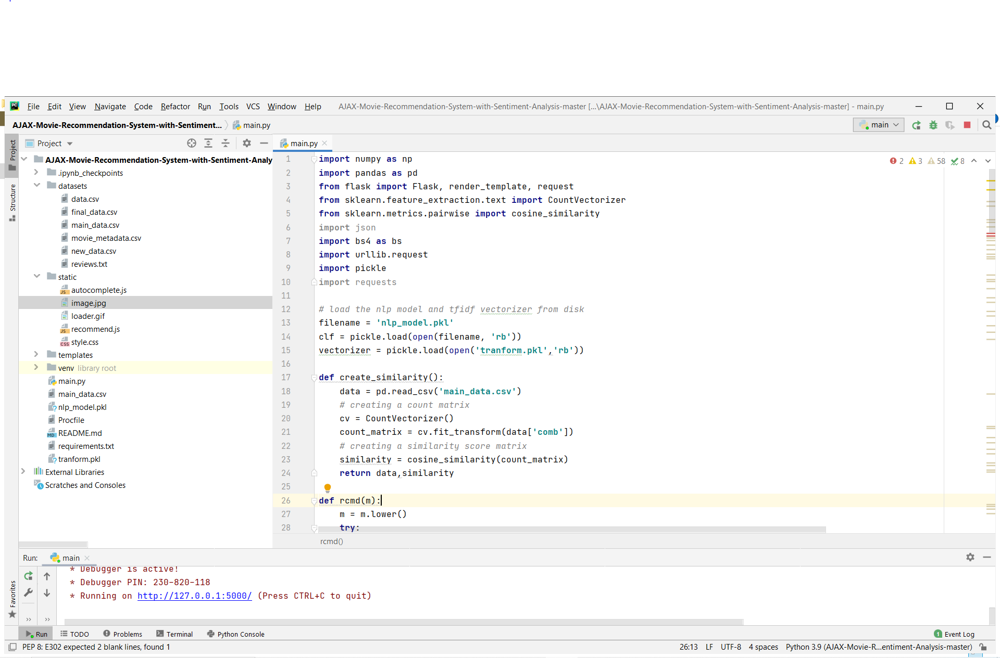 File Edit View Navigate Code Refactor Run Tools VCS Window Help AJAX-Movie-Recommendation-System-with-Sentiment-Analysis-master [...\AJAX-Movie-Recommendation-System-with-Sentiment-Analysis-master] - main.py
AJAX-Movie-Recommendation-System-with-Sentiment... main.py
main
Project
Structure
Favorites
Project
AJAX-Movie-Recommendation-System-with-Sentiment-Analy
.ipynb_checkpoints
datasets
data.csv
final_data.csv
main_data.csv
movie_metadata.csv
new_data.csv
reviews.txt
static
autocomplete.js
image.jpg
loader.gif
recommend.js
style.css
templates
venv library root
main.py
main_data.csv
nlp_model.pkl
Procfile
README.md
requirements.txt
tranform.pkl
External Libraries
Scratches and Consoles
main.py
2 3 58 8
1 import numpy as np
2 import pandas as pd
3 from flask import Flask, render_template, request
4 from sklearn.feature_extraction.text import CountVectorizer
5 from sklearn.metrics.pairwise import cosine_similarity
6 import json
7 import bs4 as bs
8 import urllib.request
9 import pickle
10 import requests
11
12 # load the nlp model and tfidf vectorizer from disk
13 filename = 'nlp_model.pkl'
14 clf = pickle.load(open(filename, 'rb'))
15 vectorizer = pickle.load(open('tranform.pkl','rb'))
16
17 def create_similarity():
18 data = pd.read_csv('main_data.csv')
19 # creating a count matrix
20 cv = CountVectorizer()
21 count_matrix = cv.fit_transform(data['comb'])
22 # creating a similarity score matrix
23 similarity = cosine_similarity(count_matrix)
24 return data,similarity
25
26 def rcmd(m):
27 m = m.lower()
28 try:
rcmd()
Run: main
* Debugger is active!
* Debugger PIN: 230-820-118
* Running on http://127.0.0.1:5000/ (Press CTRL+C to quit)
Run TODO Problems Terminal Python Console 1 Event Log
PEP 8: E302 expected 2 blank lines, found 1 26:13 LF UTF-8 4 spaces Python 3.9 (AJAX-Movie-R...entiment-Analysis-master)